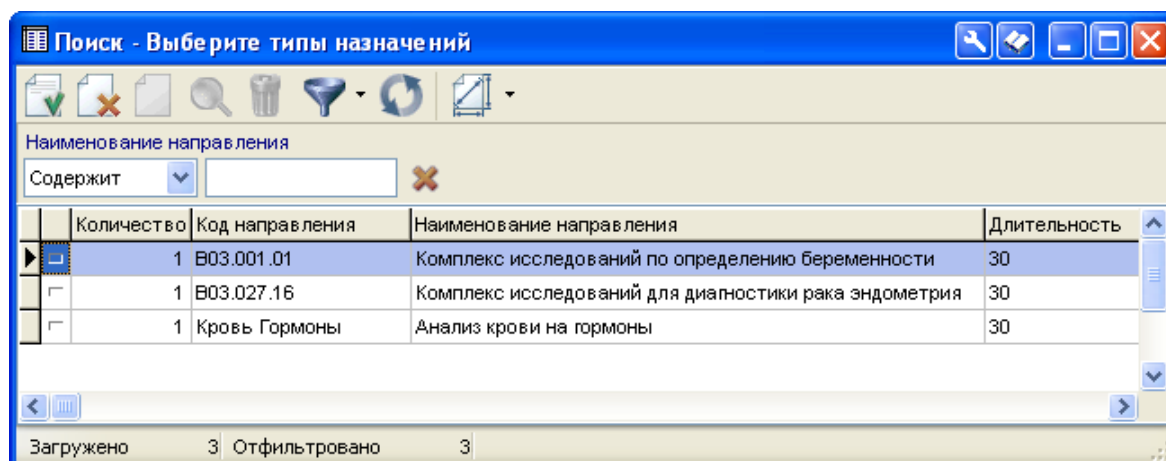 Поиск - Выберите типы назначений
Наименование направления
Содержит
Количество Код направления Наименование направления Длительность
1 B03.001.01 Комплекс исследований по определению беременности 30
1 B03.027.16 Комплекс исследований для диагностики рака эндометрия 30
1 Кровь Гормоны Анализ крови на гормоны 30
Загружено 3 Отфильтровано 3